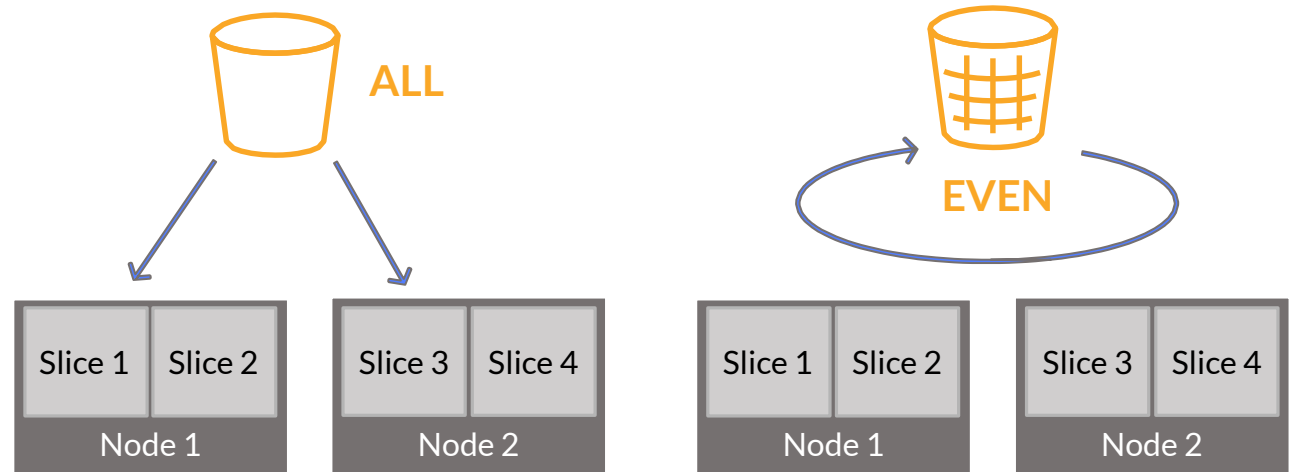 ALL
Slice 1
Slice 2
Node 1
Slice 3
Slice 4
Node 2
EVEN
Slice 1
Slice 2
Node 1
Slice 3
Slice 4
Node 2